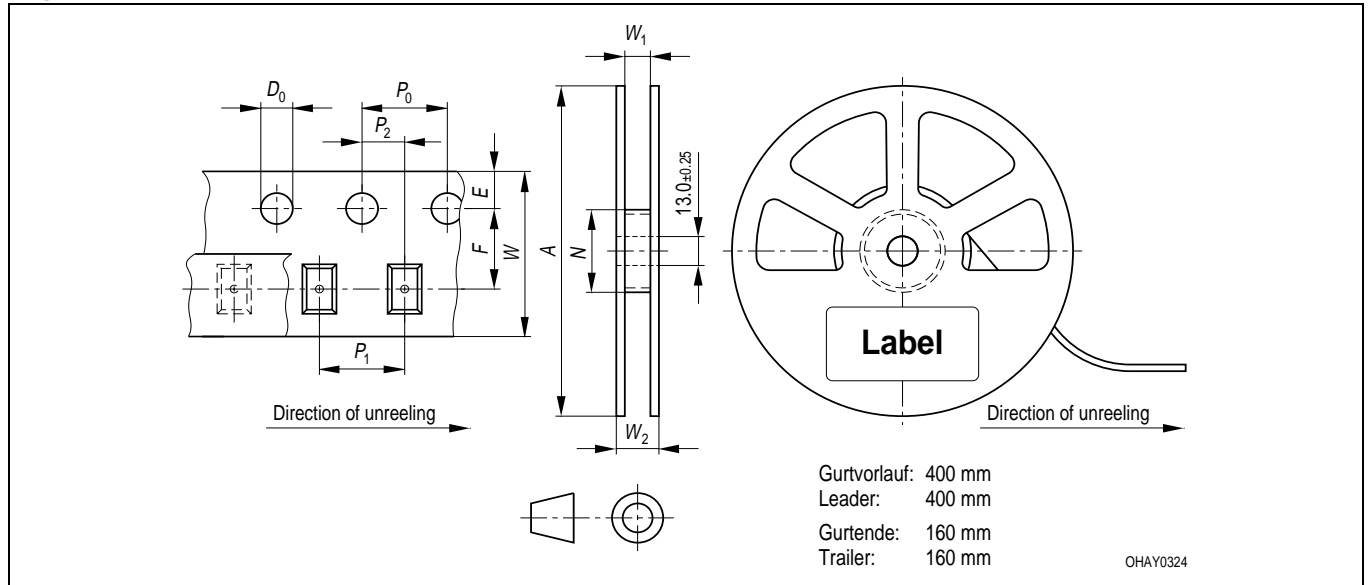 W₁
D₀
P₀
P₂
E
F
W
A
N
13.0±0.25
P₁
W₂
Label
Direction of unreeling
Direction of unreeling
Gurtvorlauf: 400 mm
Leader: 400 mm
Gurtende: 160 mm
Trailer: 160 mm
OHAY0324